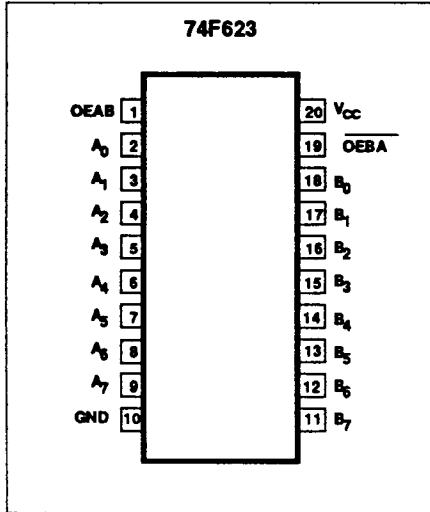 74F623
OEAB 1 20 VCC
A0 2 19 OEBA
A1 3 18 B0
A2 4 17 B1
A3 5 16 B2
A4 6 15 B3
A5 7 14 B4
A6 8 13 B5
A7 9 12 B6
GND 10 11 B7